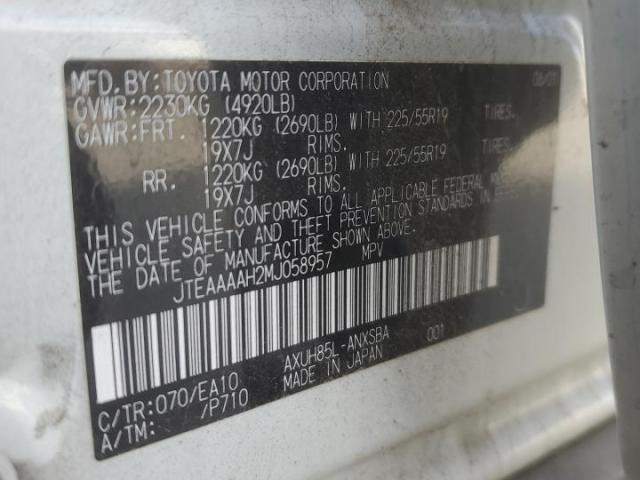 MFD. BY: TOYOTA MOTOR CORPORATION
GVWR: 2230KG (4920LB)
GAWR: FRT. 1220KG (2690LB) WITH 225/55R19 TIRES,
19X7J RIMS.
RR. 1220KG (2690LB) WITH 225/55R19 TIRES,
19X7J RIMS.
THIS VEHICLE CONFORMS TO ALL APPLICABLE FEDERAL MOTOR
VEHICLE SAFETY AND THEFT PREVENTION STANDARDS IN EFFECT ON
THE DATE OF MANUFACTURE SHOWN ABOVE.
JTEAAAAH2MJ058957 MPV
AXUH85L-ANXSBA 001
C/TR: 070/EA10 MADE IN JAPAN
A/TM: /P710